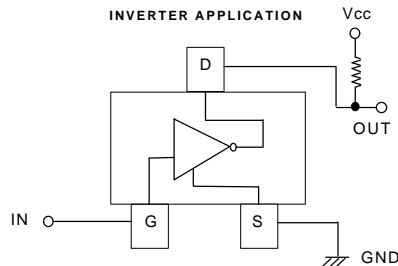 INVERTER APPLICATION
Vcc
D
OUT
IN
G
S
GND